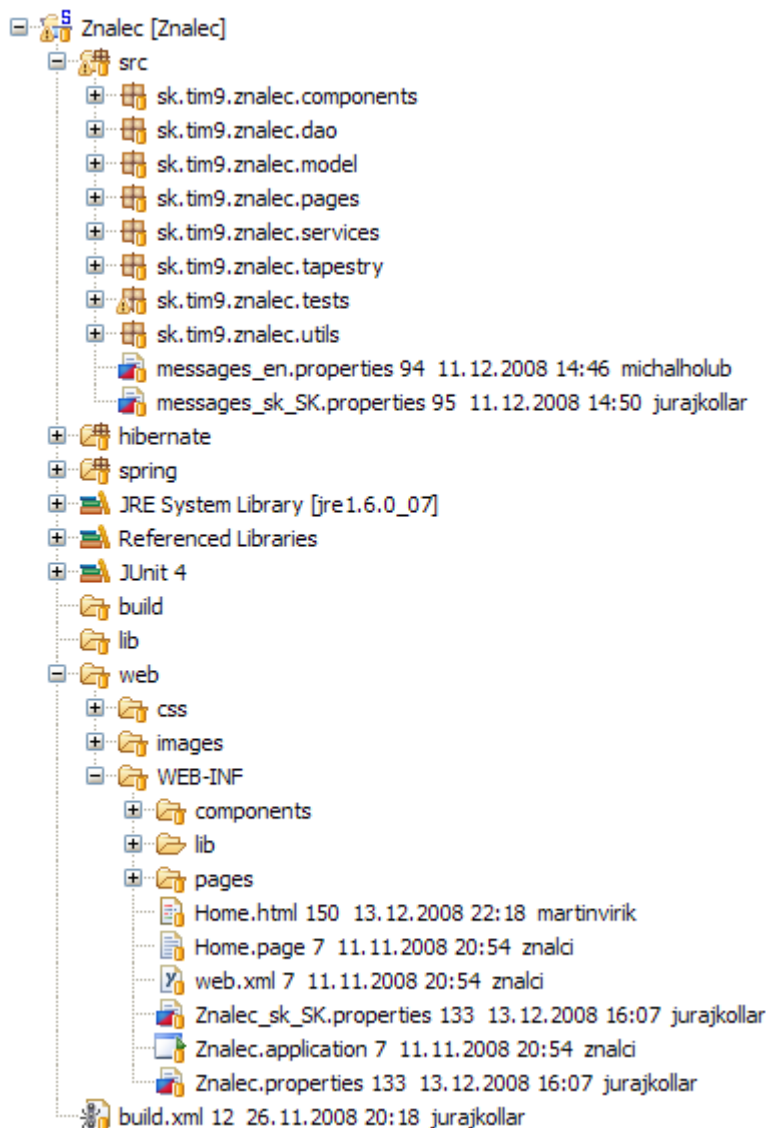 Znalec [Znalec]
src
sk.tim9.znalec.components
sk.tim9.znalec.dao
sk.tim9.znalec.model
sk.tim9.znalec.pages
sk.tim9.znalec.services
sk.tim9.znalec.tapestry
sk.tim9.znalec.tests
sk.tim9.znalec.utils
messages_en.properties 94 11.12.2008 14:46 michalholub
messages_sk_SK.properties 95 11.12.2008 14:50 jurajkollar
hibernate
spring
JRE System Library [jre1.6.0_07]
Referenced Libraries
JUnit 4
build
lib
web
css
images
WEB-INF
components
lib
pages
Home.html 150 13.12.2008 22:18 martinvirik
Home.page 7 11.11.2008 20:54 znalci
web.xml 7 11.11.2008 20:54 znalci
Znalec_sk_SK.properties 133 13.12.2008 16:07 jurajkollar
Znalec.application 7 11.11.2008 20:54 znalci
Znalec.properties 133 13.12.2008 16:07 jurajkollar
build.xml 12 26.11.2008 20:18 jurajkollar